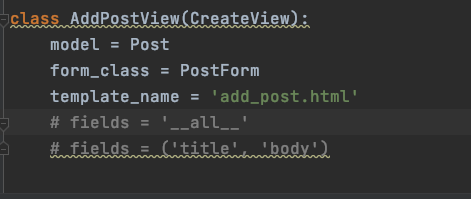 class AddPostView(CreateView):
    model = Post
    form_class = PostForm
    template_name = 'add_post.html'
    # fields = '__all__'
    # fields = ('title', 'body')